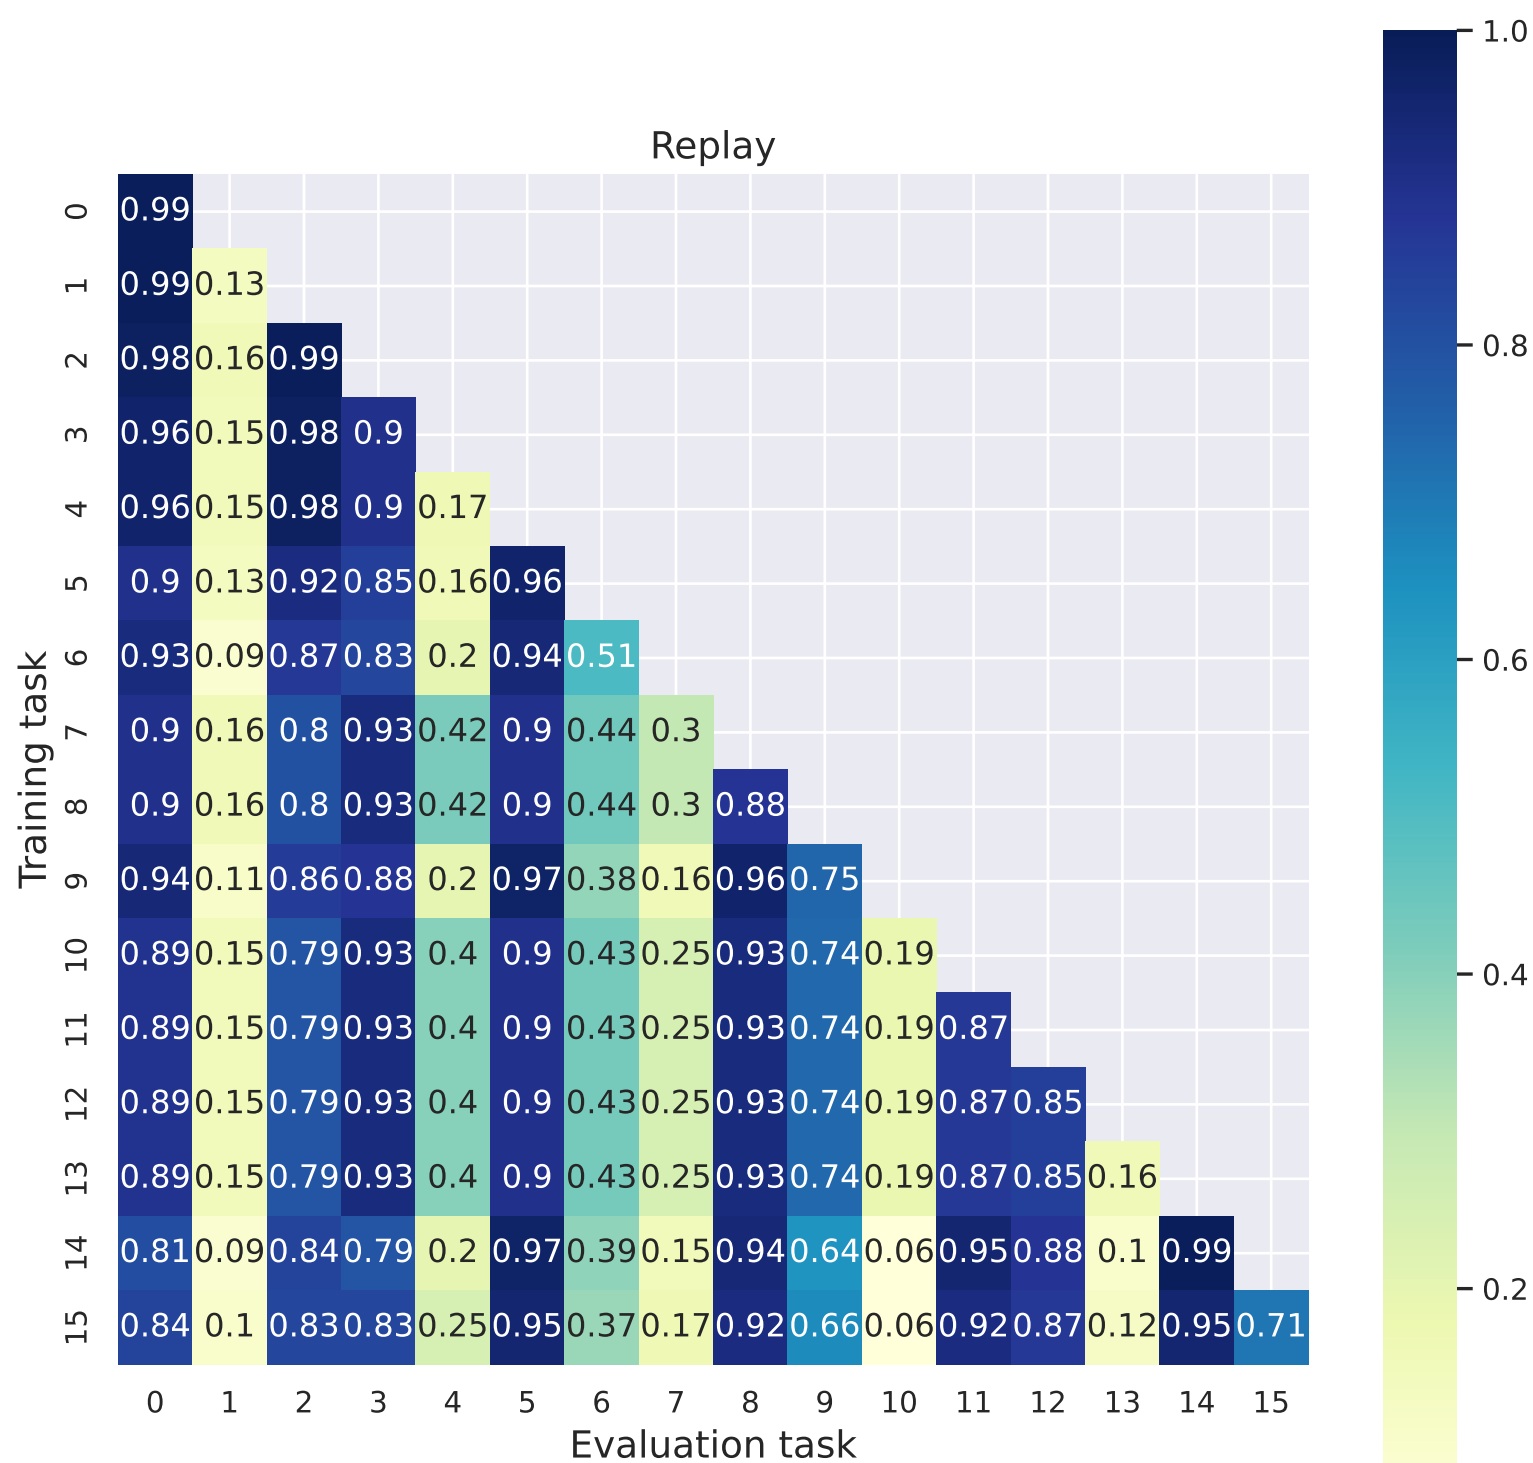 Replay
1.0
0.8
0.6
0.4
0.2
Training task
0 0.99
1 0.99 0.13
2 0.98 0.16 0.99
3 0.96 0.15 0.98 0.9
4 0.96 0.15 0.98 0.9 0.17
5 0.9 0.13 0.92 0.85 0.16 0.96
6 0.93 0.09 0.87 0.83 0.2 0.94 0.51
7 0.9 0.16 0.8 0.93 0.42 0.9 0.44 0.3
8 0.9 0.16 0.8 0.93 0.42 0.9 0.44 0.3 0.88
9 0.94 0.11 0.86 0.88 0.2 0.97 0.38 0.16 0.96 0.75
10 0.89 0.15 0.79 0.93 0.4 0.9 0.43 0.25 0.93 0.74 0.19
11 0.89 0.15 0.79 0.93 0.4 0.9 0.43 0.25 0.93 0.74 0.19 0.87
12 0.89 0.15 0.79 0.93 0.4 0.9 0.43 0.25 0.93 0.74 0.19 0.87 0.85
13 0.89 0.15 0.79 0.93 0.4 0.9 0.43 0.25 0.93 0.74 0.19 0.87 0.85 0.16
14 0.81 0.09 0.84 0.79 0.2 0.97 0.39 0.15 0.94 0.64 0.06 0.95 0.88 0.1 0.99
15 0.84 0.1 0.83 0.83 0.25 0.95 0.37 0.17 0.92 0.66 0.06 0.92 0.87 0.12 0.95 0.71
0 1 2 3 4 5 6 7 8 9 10 11 12 13 14 15
Evaluation task